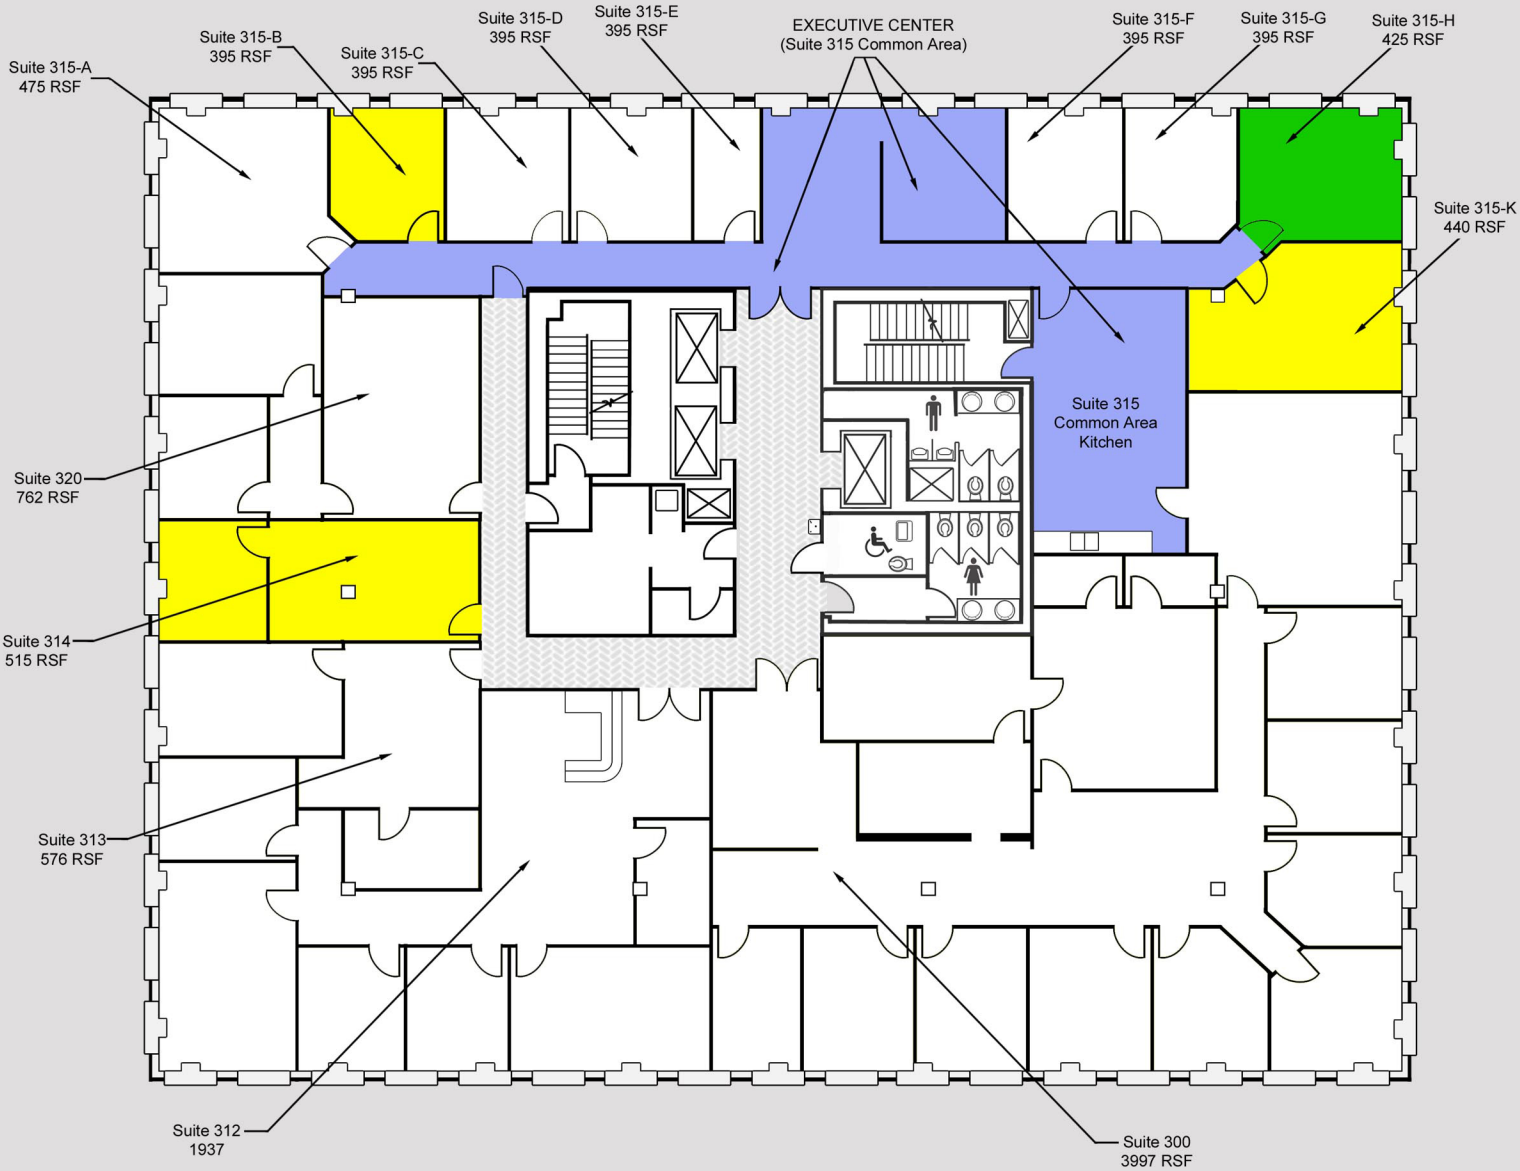 Suite 315-A
475 RSF
Suite 315-B
395 RSF
Suite 315-C
395 RSF
Suite 315-D
395 RSF
Suite 315-E
395 RSF
EXECUTIVE CENTER
(Suite 315 Common Area)
Suite 315-F
395 RSF
Suite 315-G
395 RSF
Suite 315-H
425 RSF
Suite 315-K
440 RSF
Suite 315
Common Area
Kitchen
Suite 320
762 RSF
Suite 314
515 RSF
Suite 313
576 RSF
Suite 312
1937
Suite 300
3997 RSF